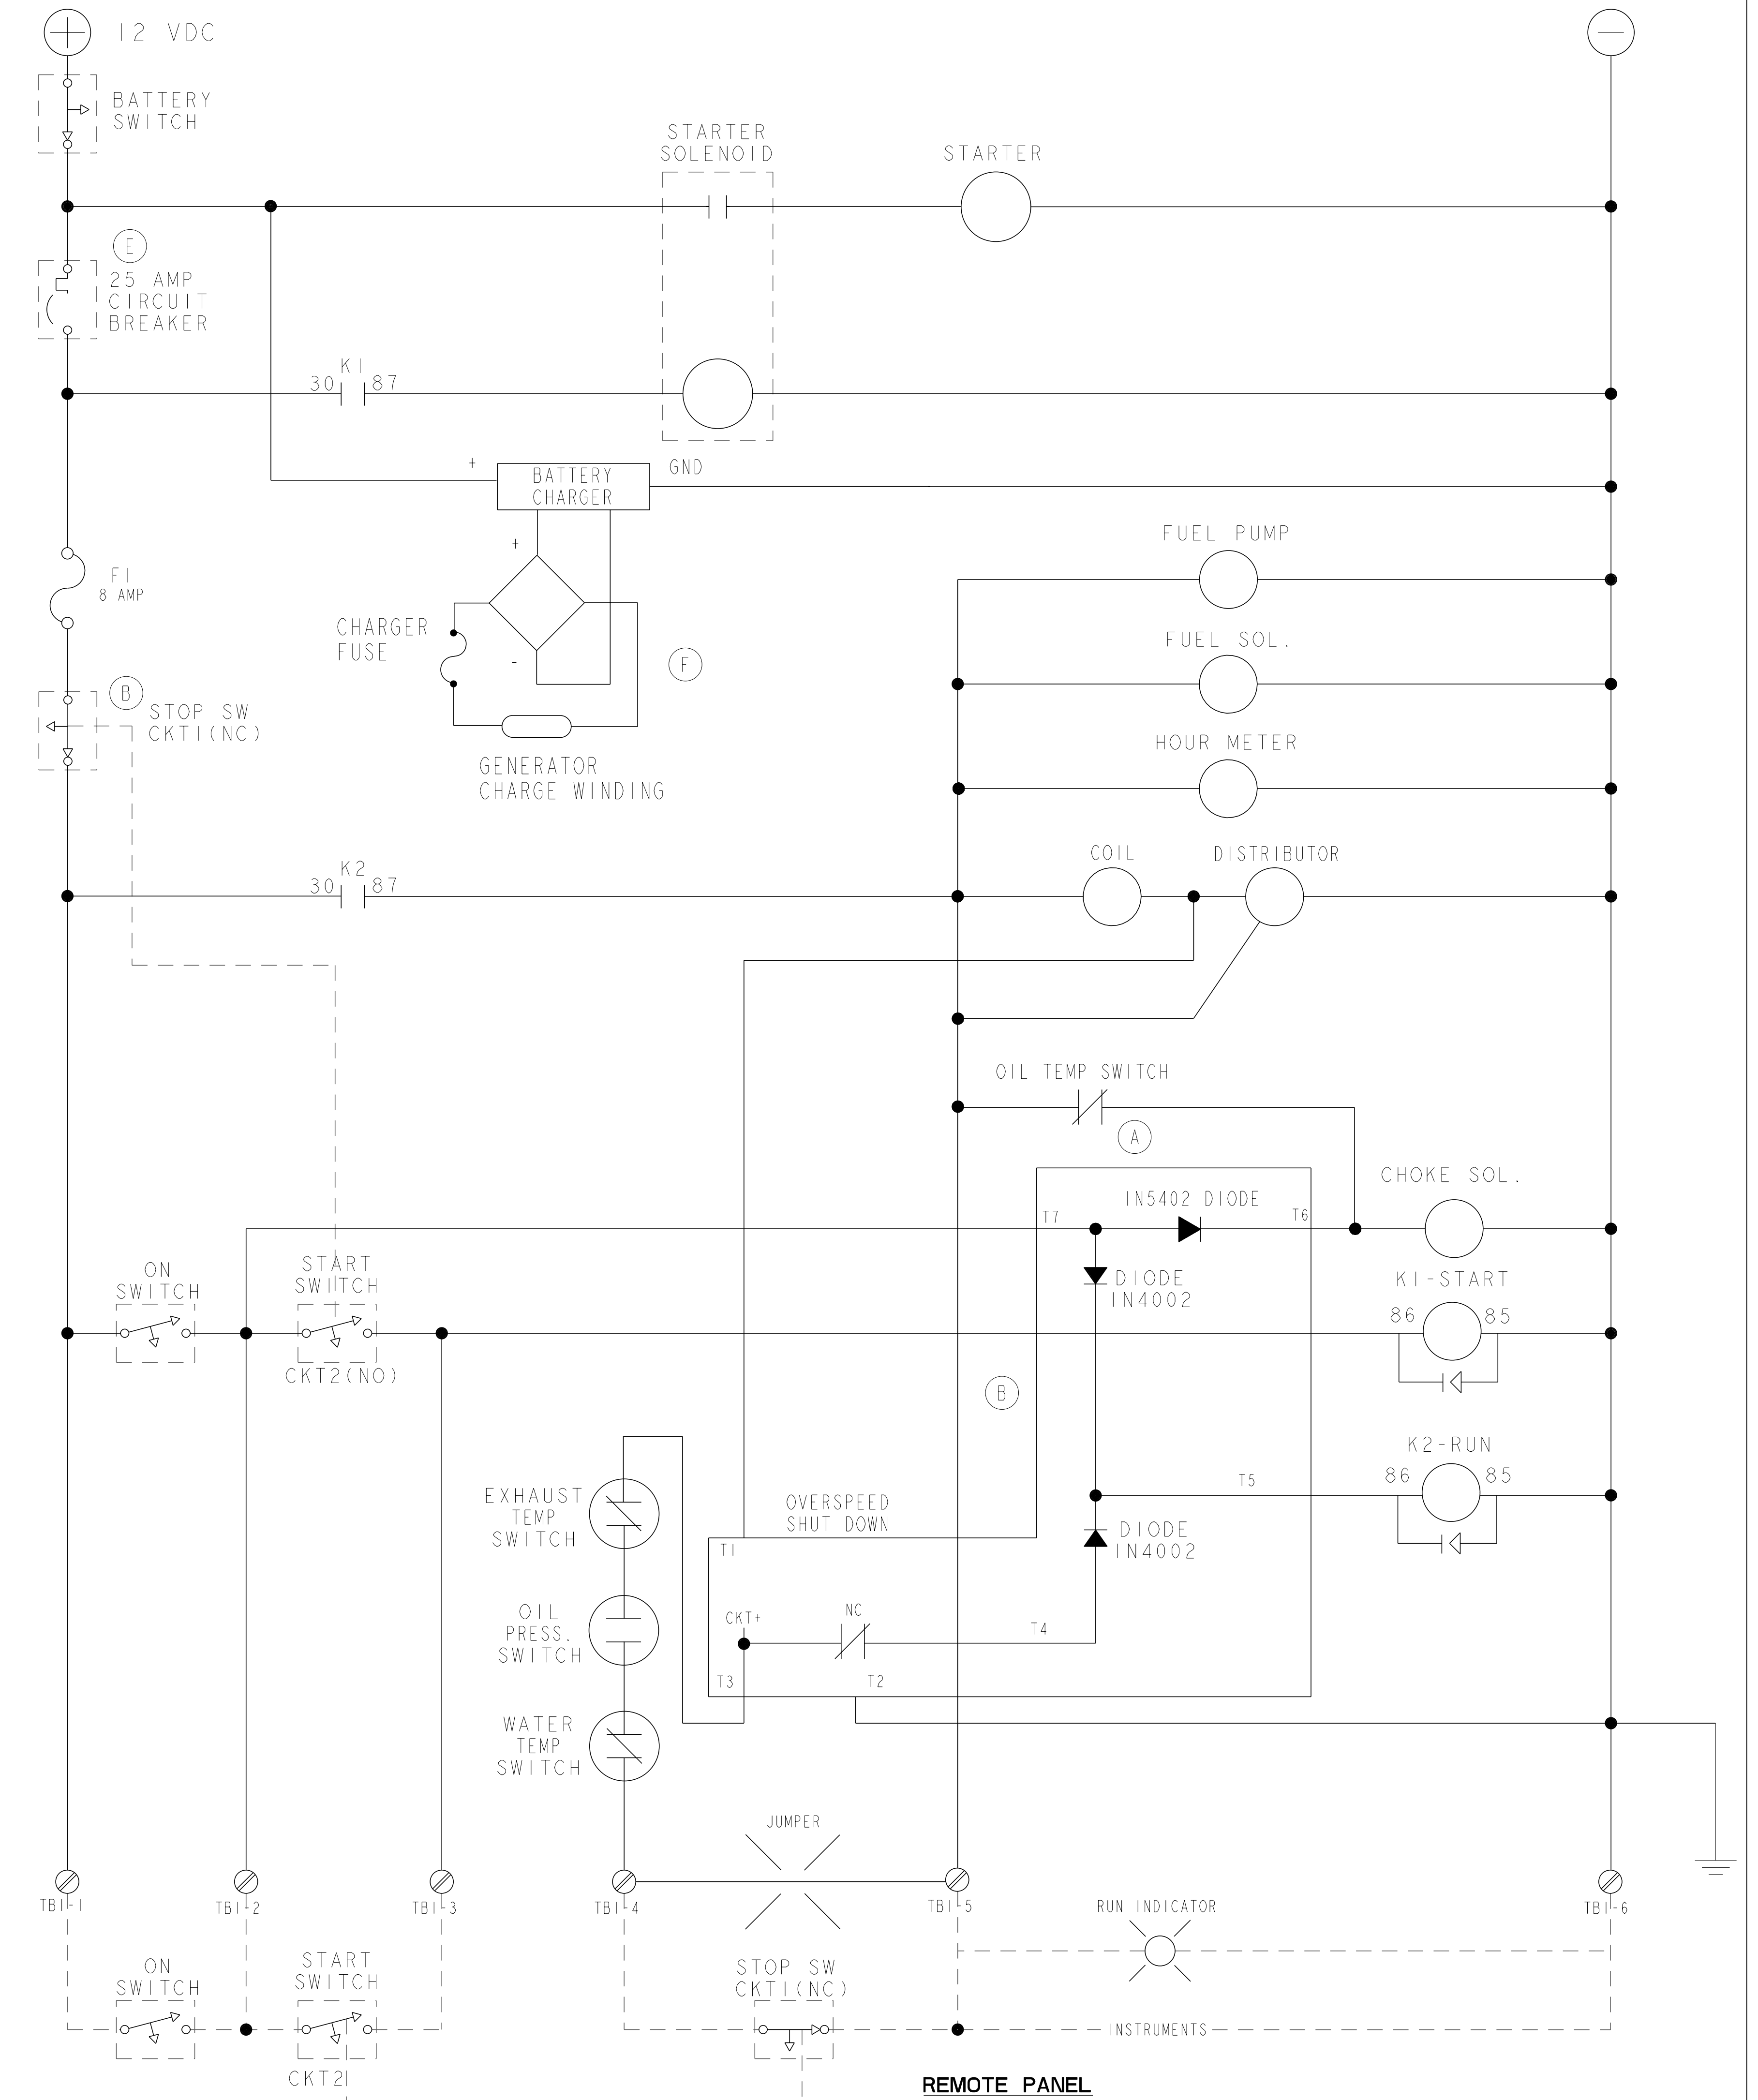 12 VDC
BATTERY
SWITCH
STARTER
SOLENOID
STARTER
E
25 AMP
CIRCUIT
BREAKER
K1
30 87
+
BATTERY
CHARGER
GND
+
-
F1
8 AMP
CHARGER
FUSE
F
GENERATOR
CHARGE WINDING
FUEL PUMP
FUEL SOL.
HOUR METER
B
STOP SW
CKT1(NC)
K2
30 87
COIL
DISTRIBUTOR
OIL TEMP SWITCH
A
CHOKE SOL.
IN5402 DIODE
T7
T6
DIODE
IN4002
K1-START
86 85
ON
SWITCH
START
SWITCH
CKT2(NO)
B
K2-RUN
86 85
T5
EXHAUST
TEMP
SWITCH
OVERSPEED
SHUT DOWN
DIODE
IN4002
T1
OIL
PRESS.
SWITCH
CKT+
NC
T4
T3
T2
WATER
TEMP
SWITCH
JUMPER
TB1-1
TB1-2
TB1-3
TB1-4
TB1-5
TB1-6
RUN INDICATOR
ON
SWITCH
START
SWITCH
CKT2
STOP SW
CKT1(NC)
INSTRUMENTS
REMOTE PANEL